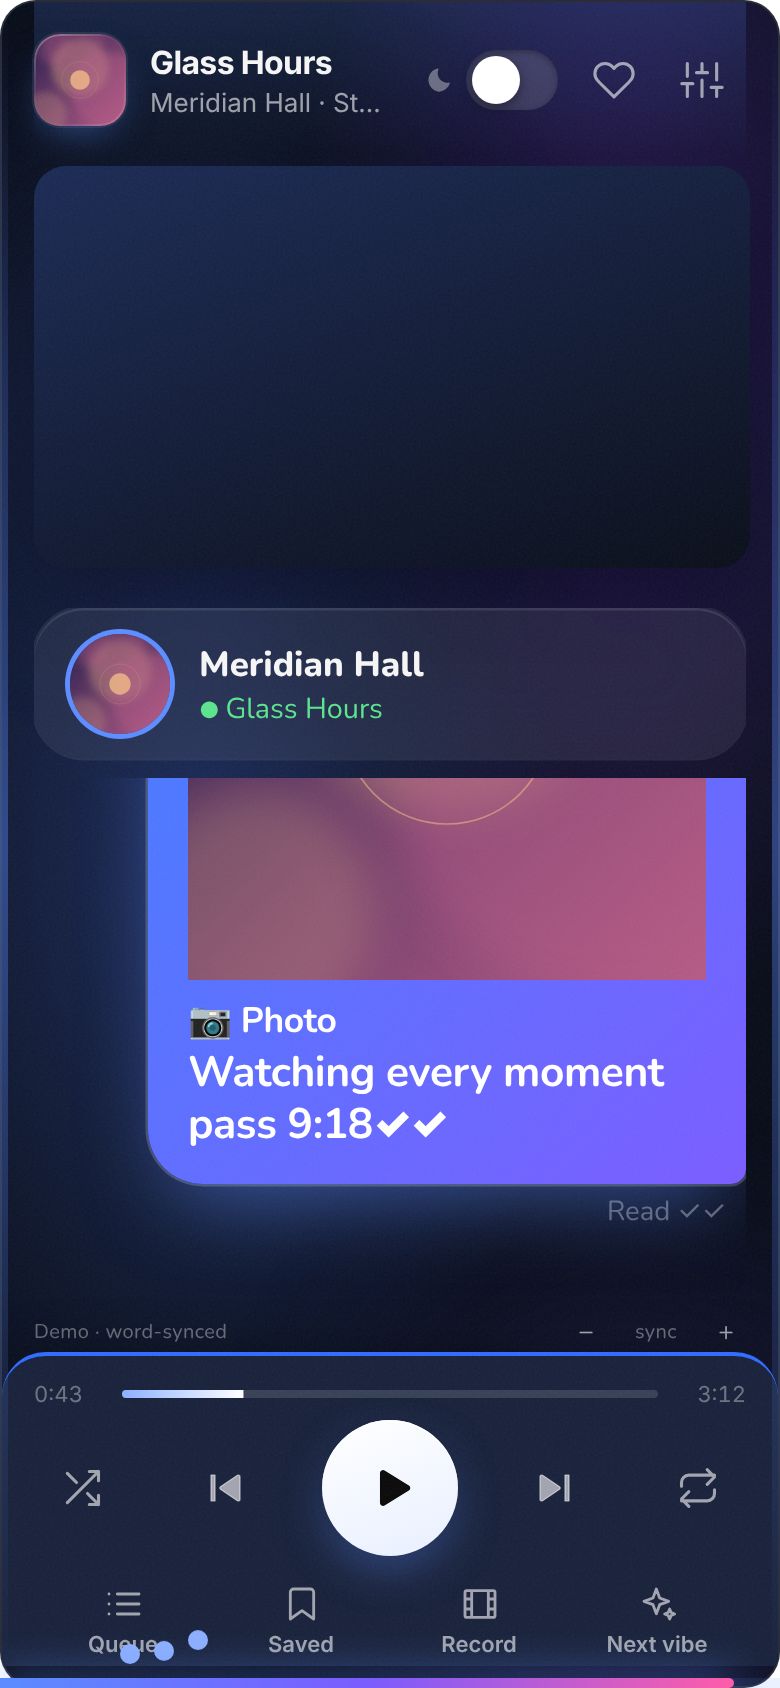 Glass Hours
Meridian Hall · St...
Meridian Hall
Glass Hours
📷 Photo
Watching every moment
pass 9:18✓✓
Read ✓✓
Demo · word-synced
− sync +
0:43
3:12
Queue
Saved
Record
Next vibe